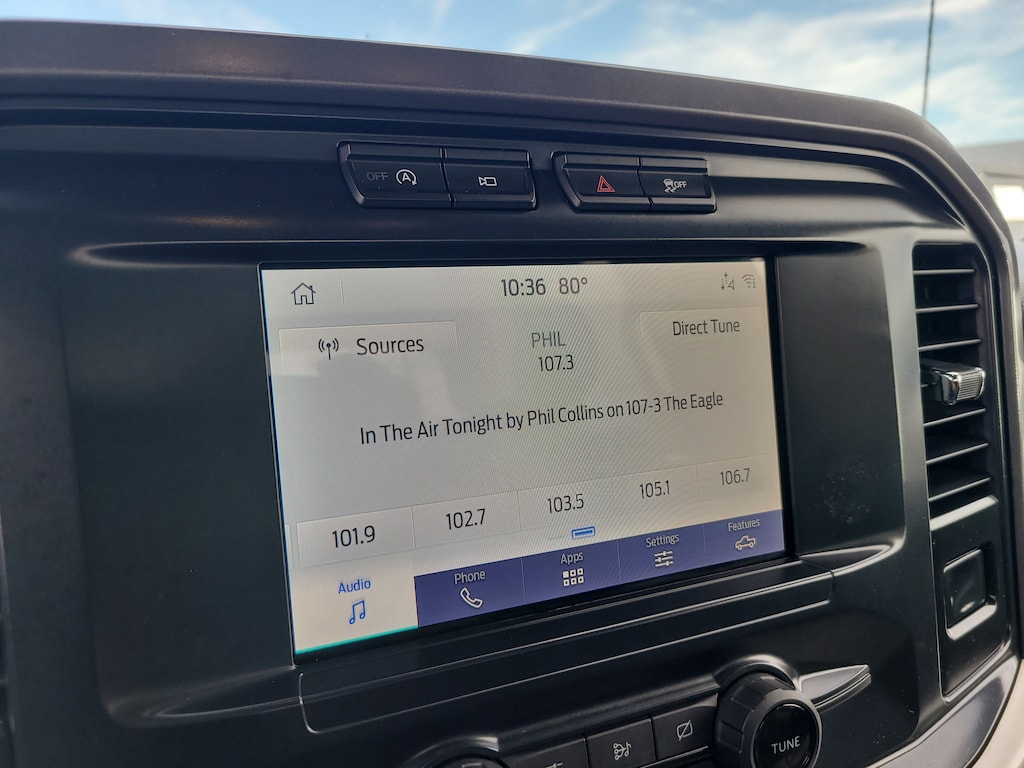 OFF A
OFF
10:36 80°
Sources
PHIL
107.3
Direct Tune
In The Air Tonight by Phil Collins on 107-3 The Eagle
101.9 102.7 103.5 105.1 106.7
Audio Phone Apps Settings Features
TUNE